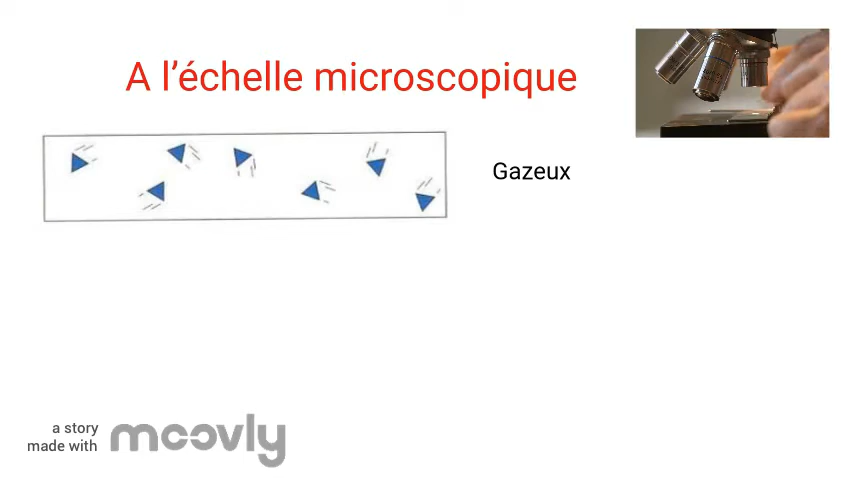 A l’échelle microscopique
Gazeux
a story
made with
moovly